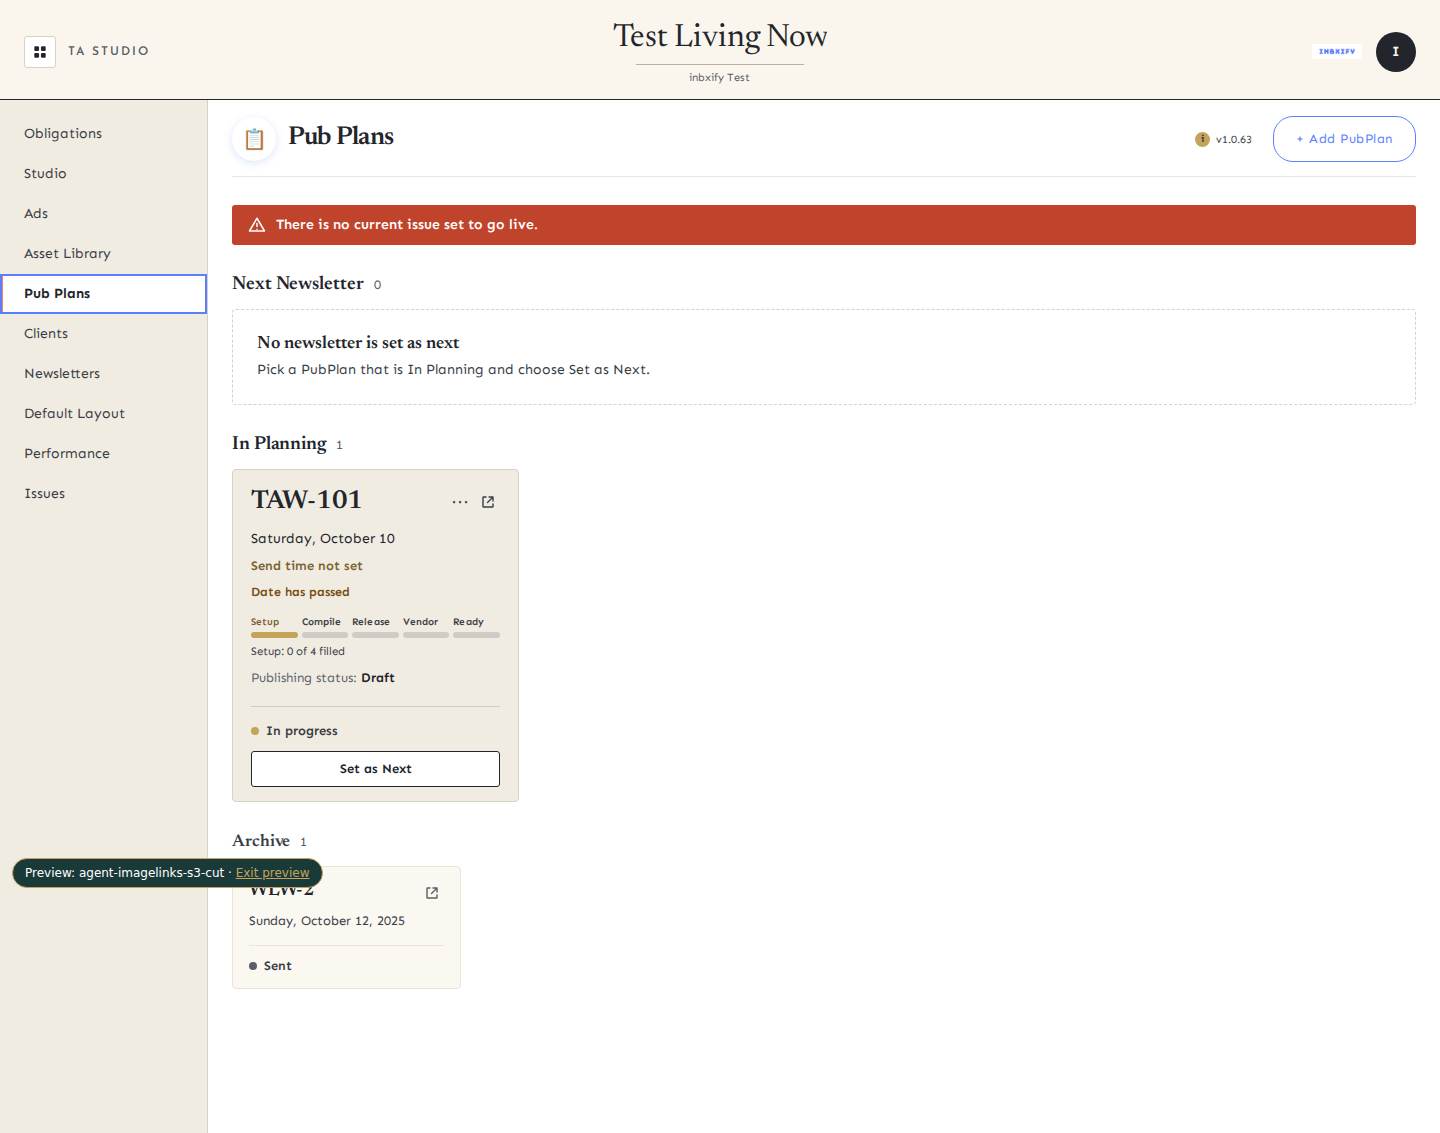 TA STUDIO
Test Living Now
inbxify Test
INBXIFY
I
Obligations
Studio
Ads
Asset Library
Pub Plans
Clients
Newsletters
Default Layout
Performance
Issues
📋 Pub Plans
i v1.0.63
+ Add PubPlan
There is no current issue set to go live.
Next Newsletter 0
No newsletter is set as next
Pick a PubPlan that is In Planning and choose Set as Next.
In Planning 1
TAW-101 ...
Saturday, October 10
Send time not set
Date has passed
Setup Compile Release Vendor Ready
Setup: 0 of 4 filled
Publishing status: Draft
In progress
Set as Next
Archive 1
Preview: agent-imagelinks-s3-cut · Exit preview
WLW-2
Sunday, October 12, 2025
Sent